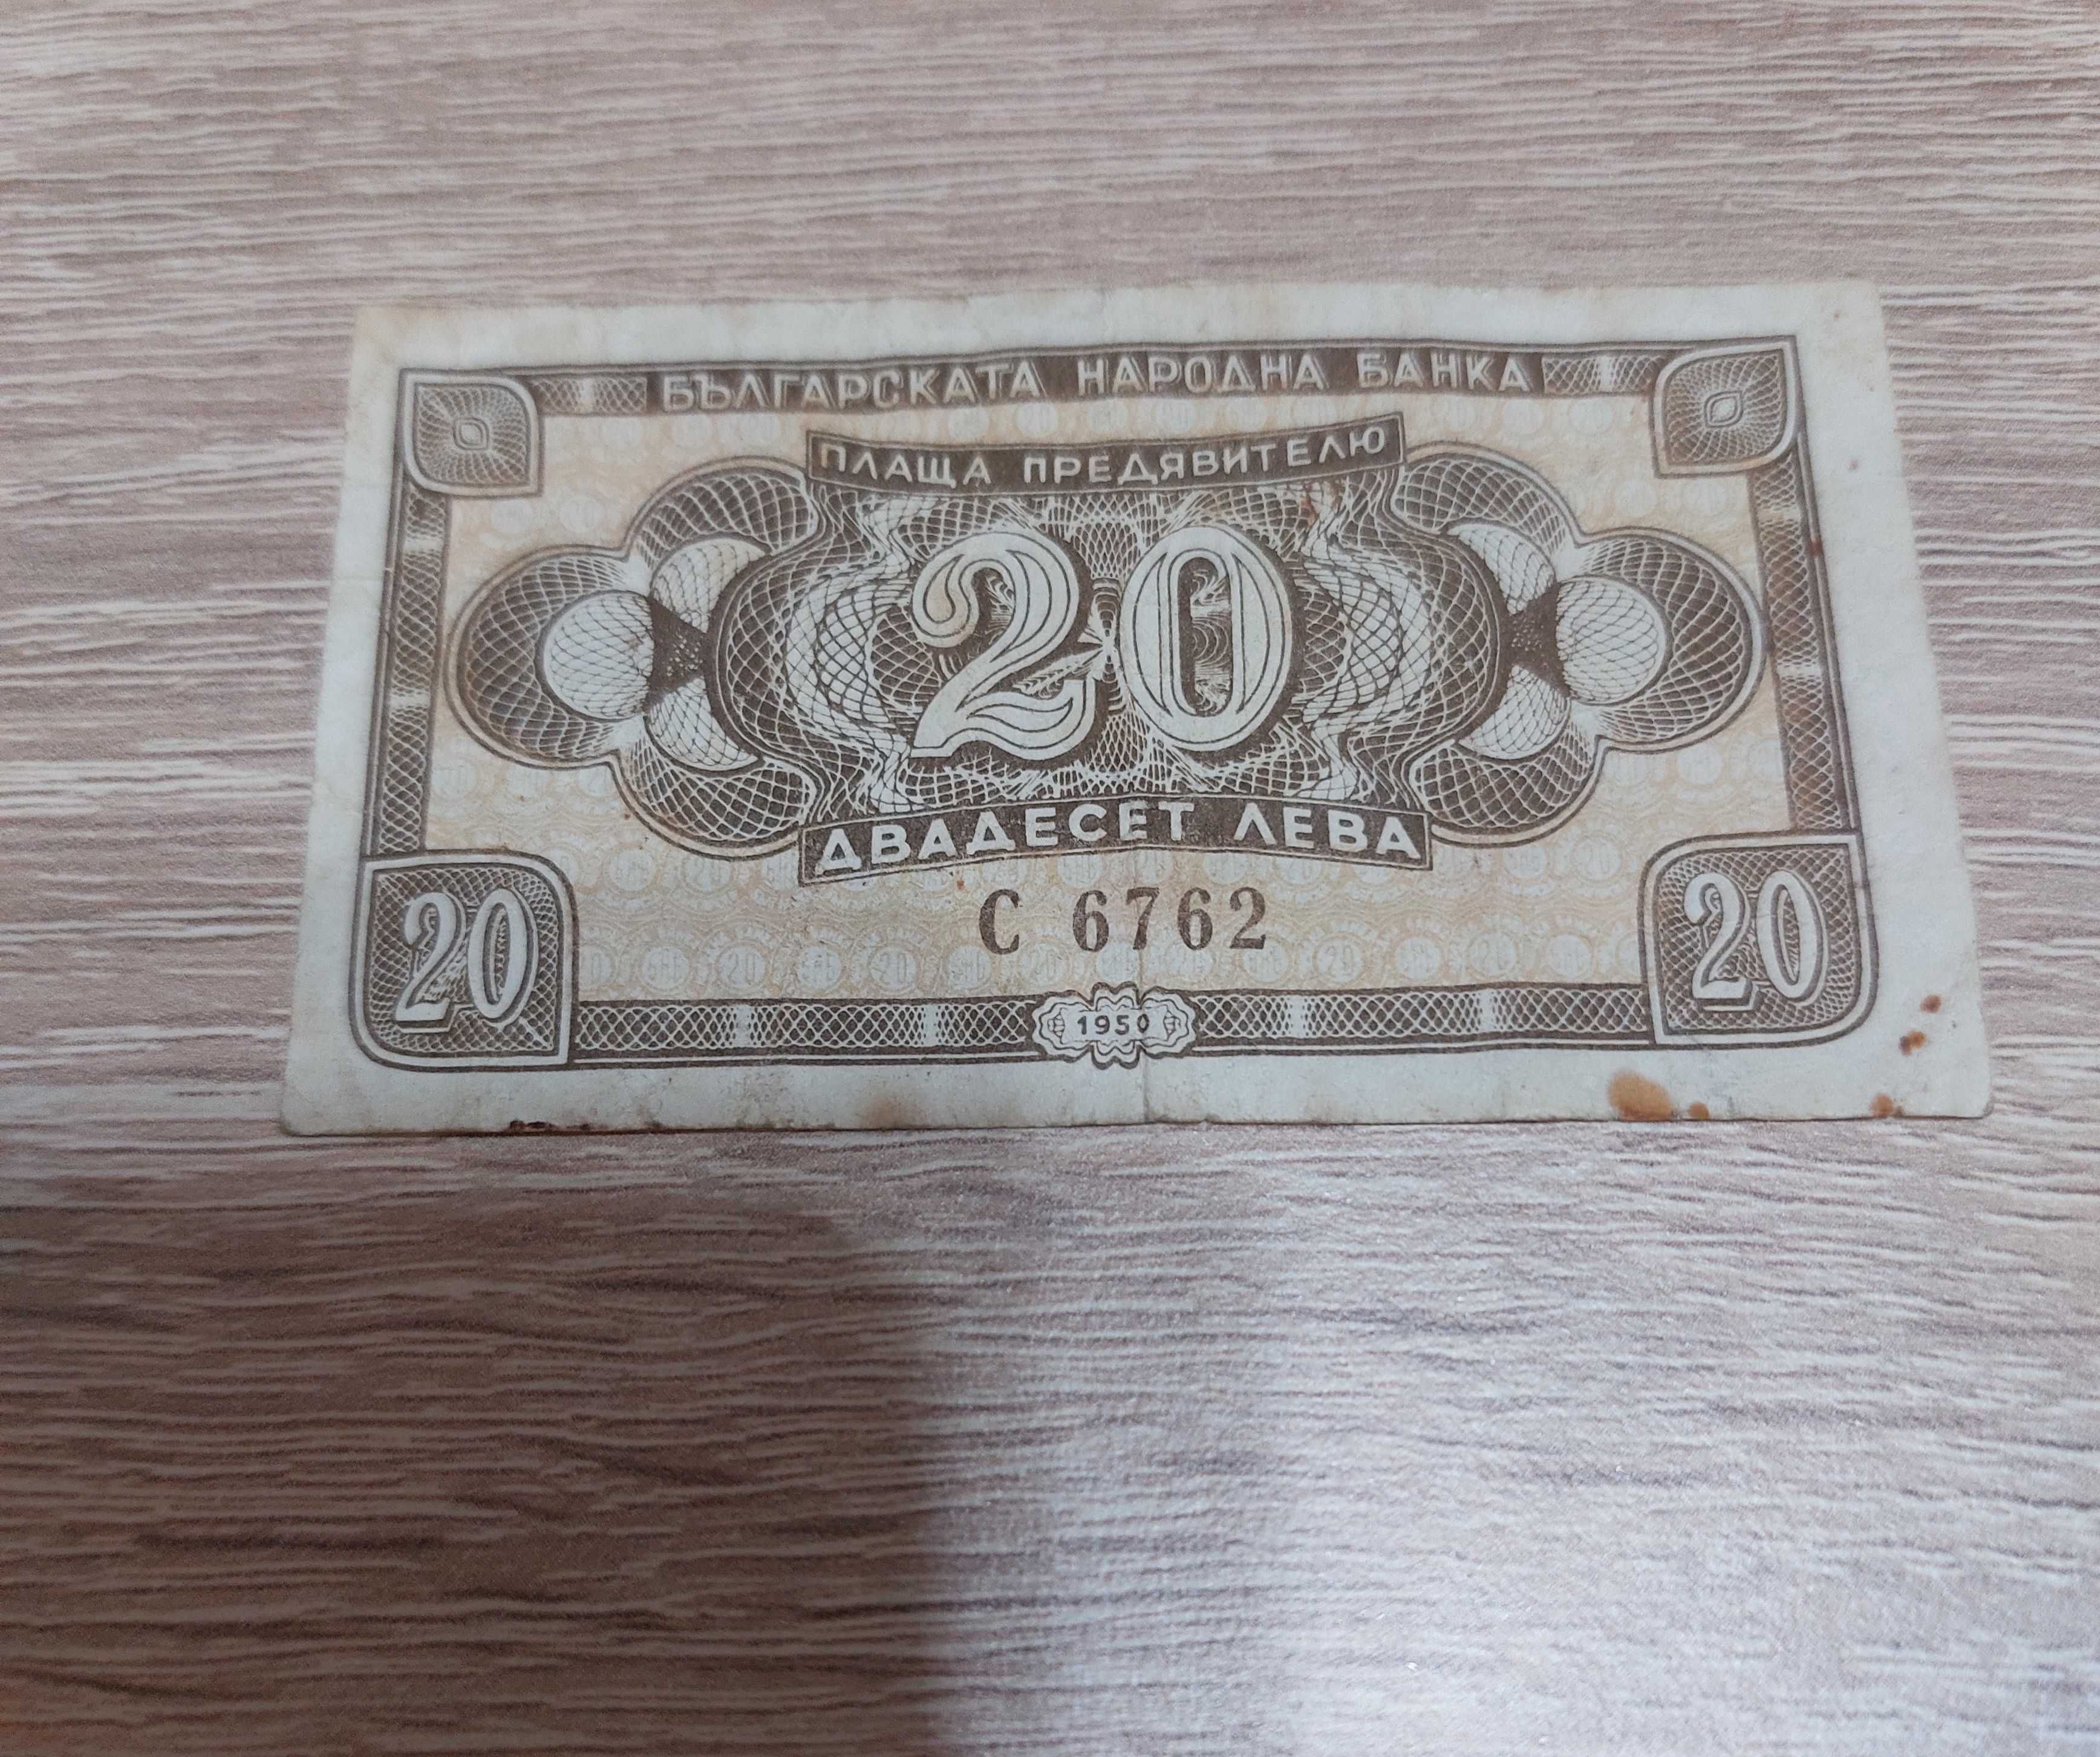 БЪЛГАРСКАТА НАРОДНА БАНКА
ПЛАЩА ПРЕДЯВИТЕЛЮ
20
ДВАДЕСЕТ ЛЕВА
С 6762
20
20
1950